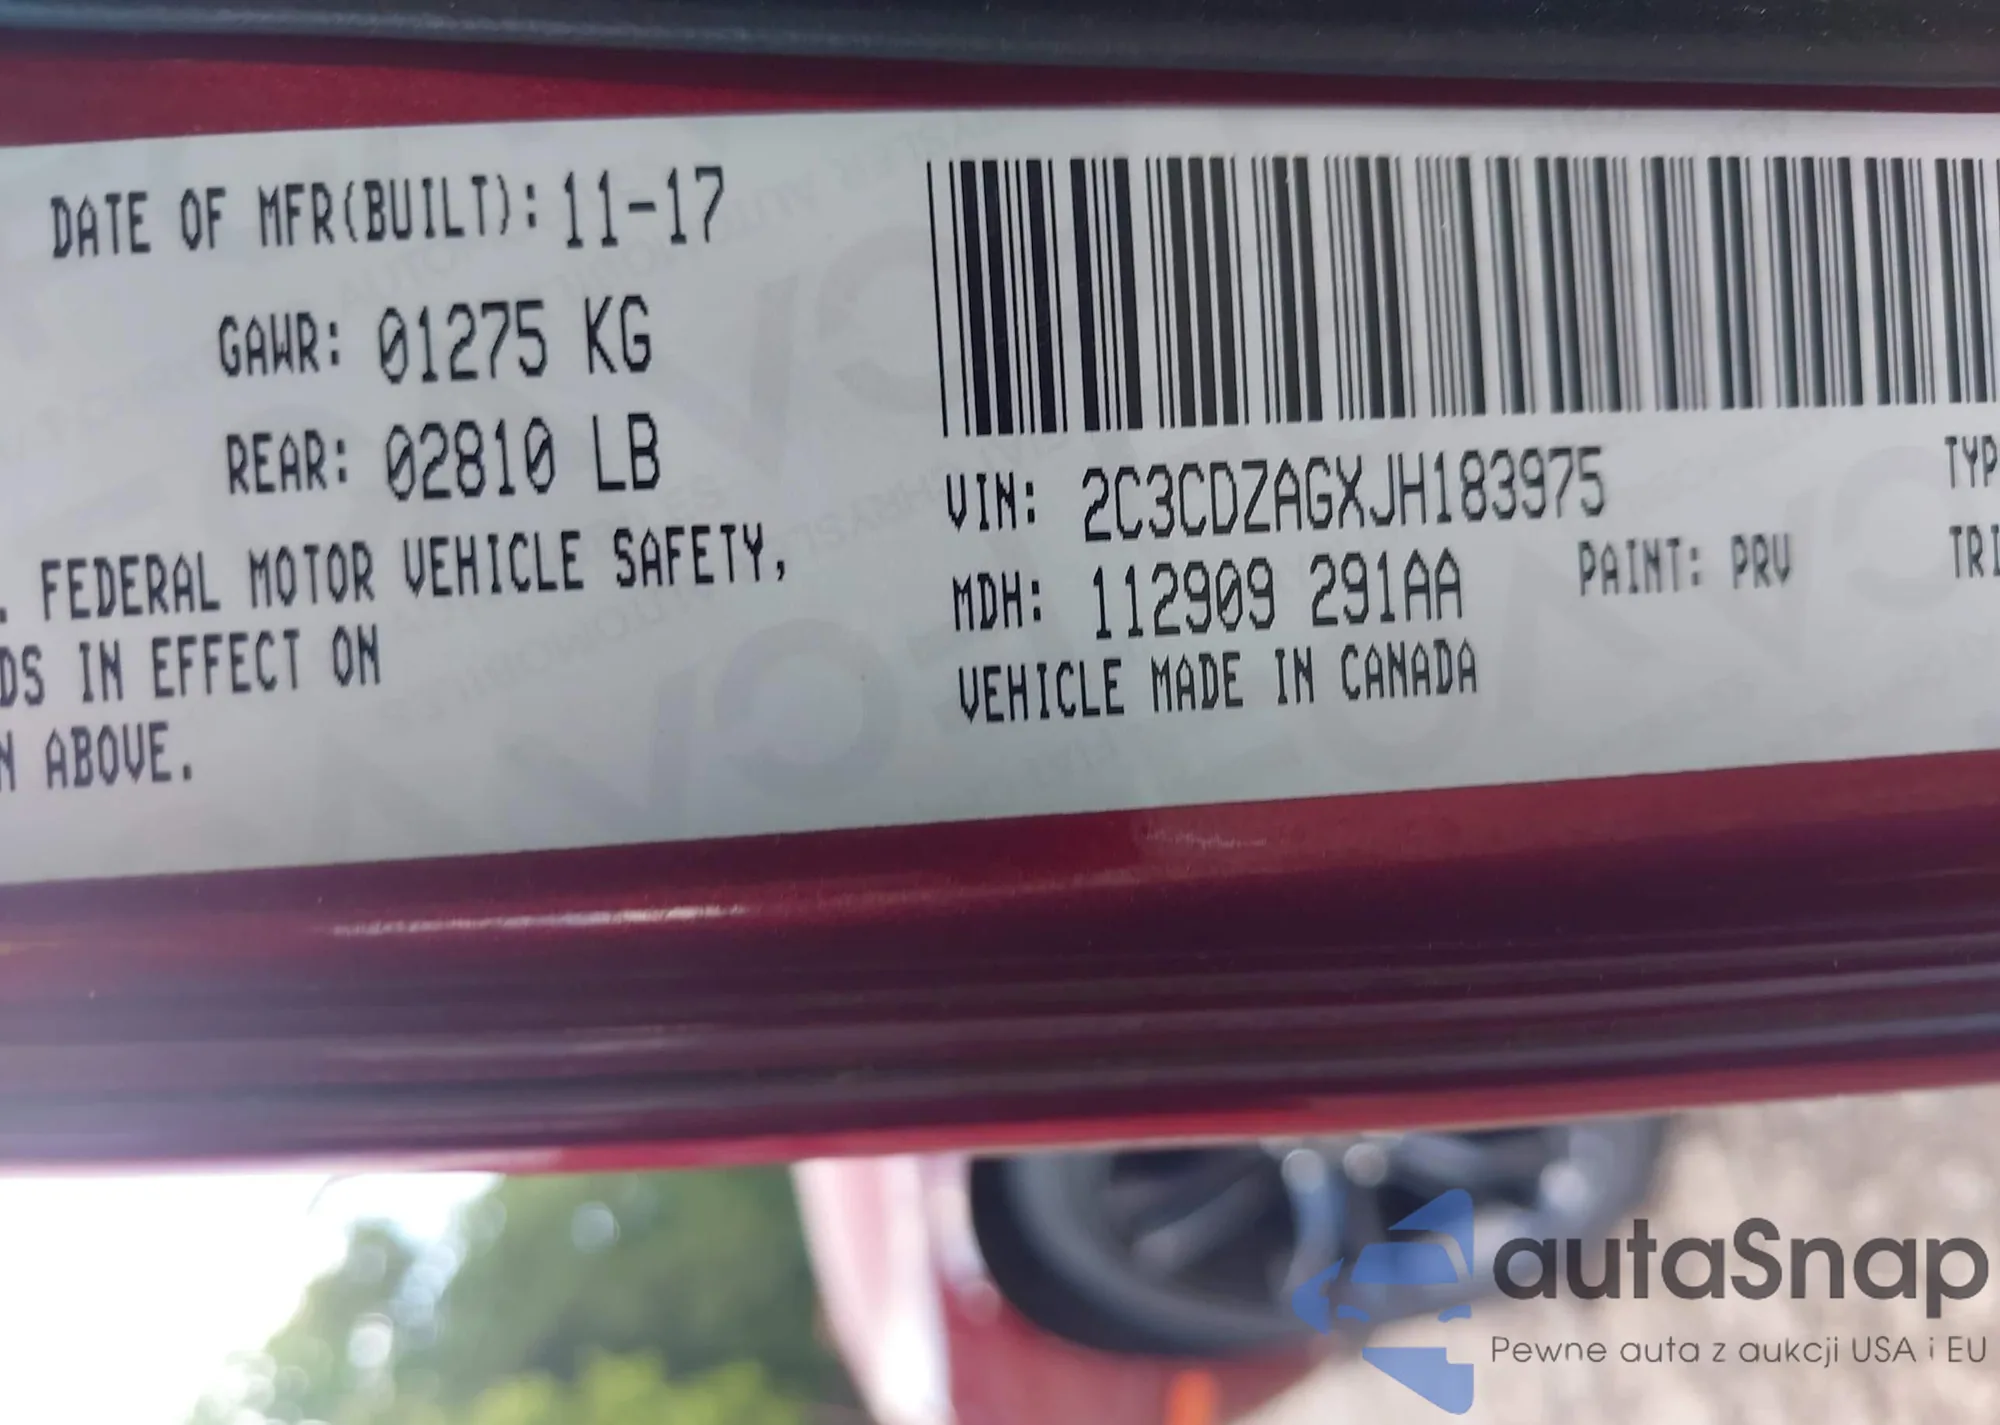 DATE OF MFR(BUILT): 11-17
GAWR: 01275 KG
REAR: 02810 LB
. FEDERAL MOTOR VEHICLE SAFETY,
DS IN EFFECT ON
N ABOVE.
VIN: 2C3CDZAGXJH183975
TYP
MDH: 112909 291AA
PAINT: PRV
TRI
VEHICLE MADE IN CANADA
autaSnap
Pewne auta z aukcji USA i EU